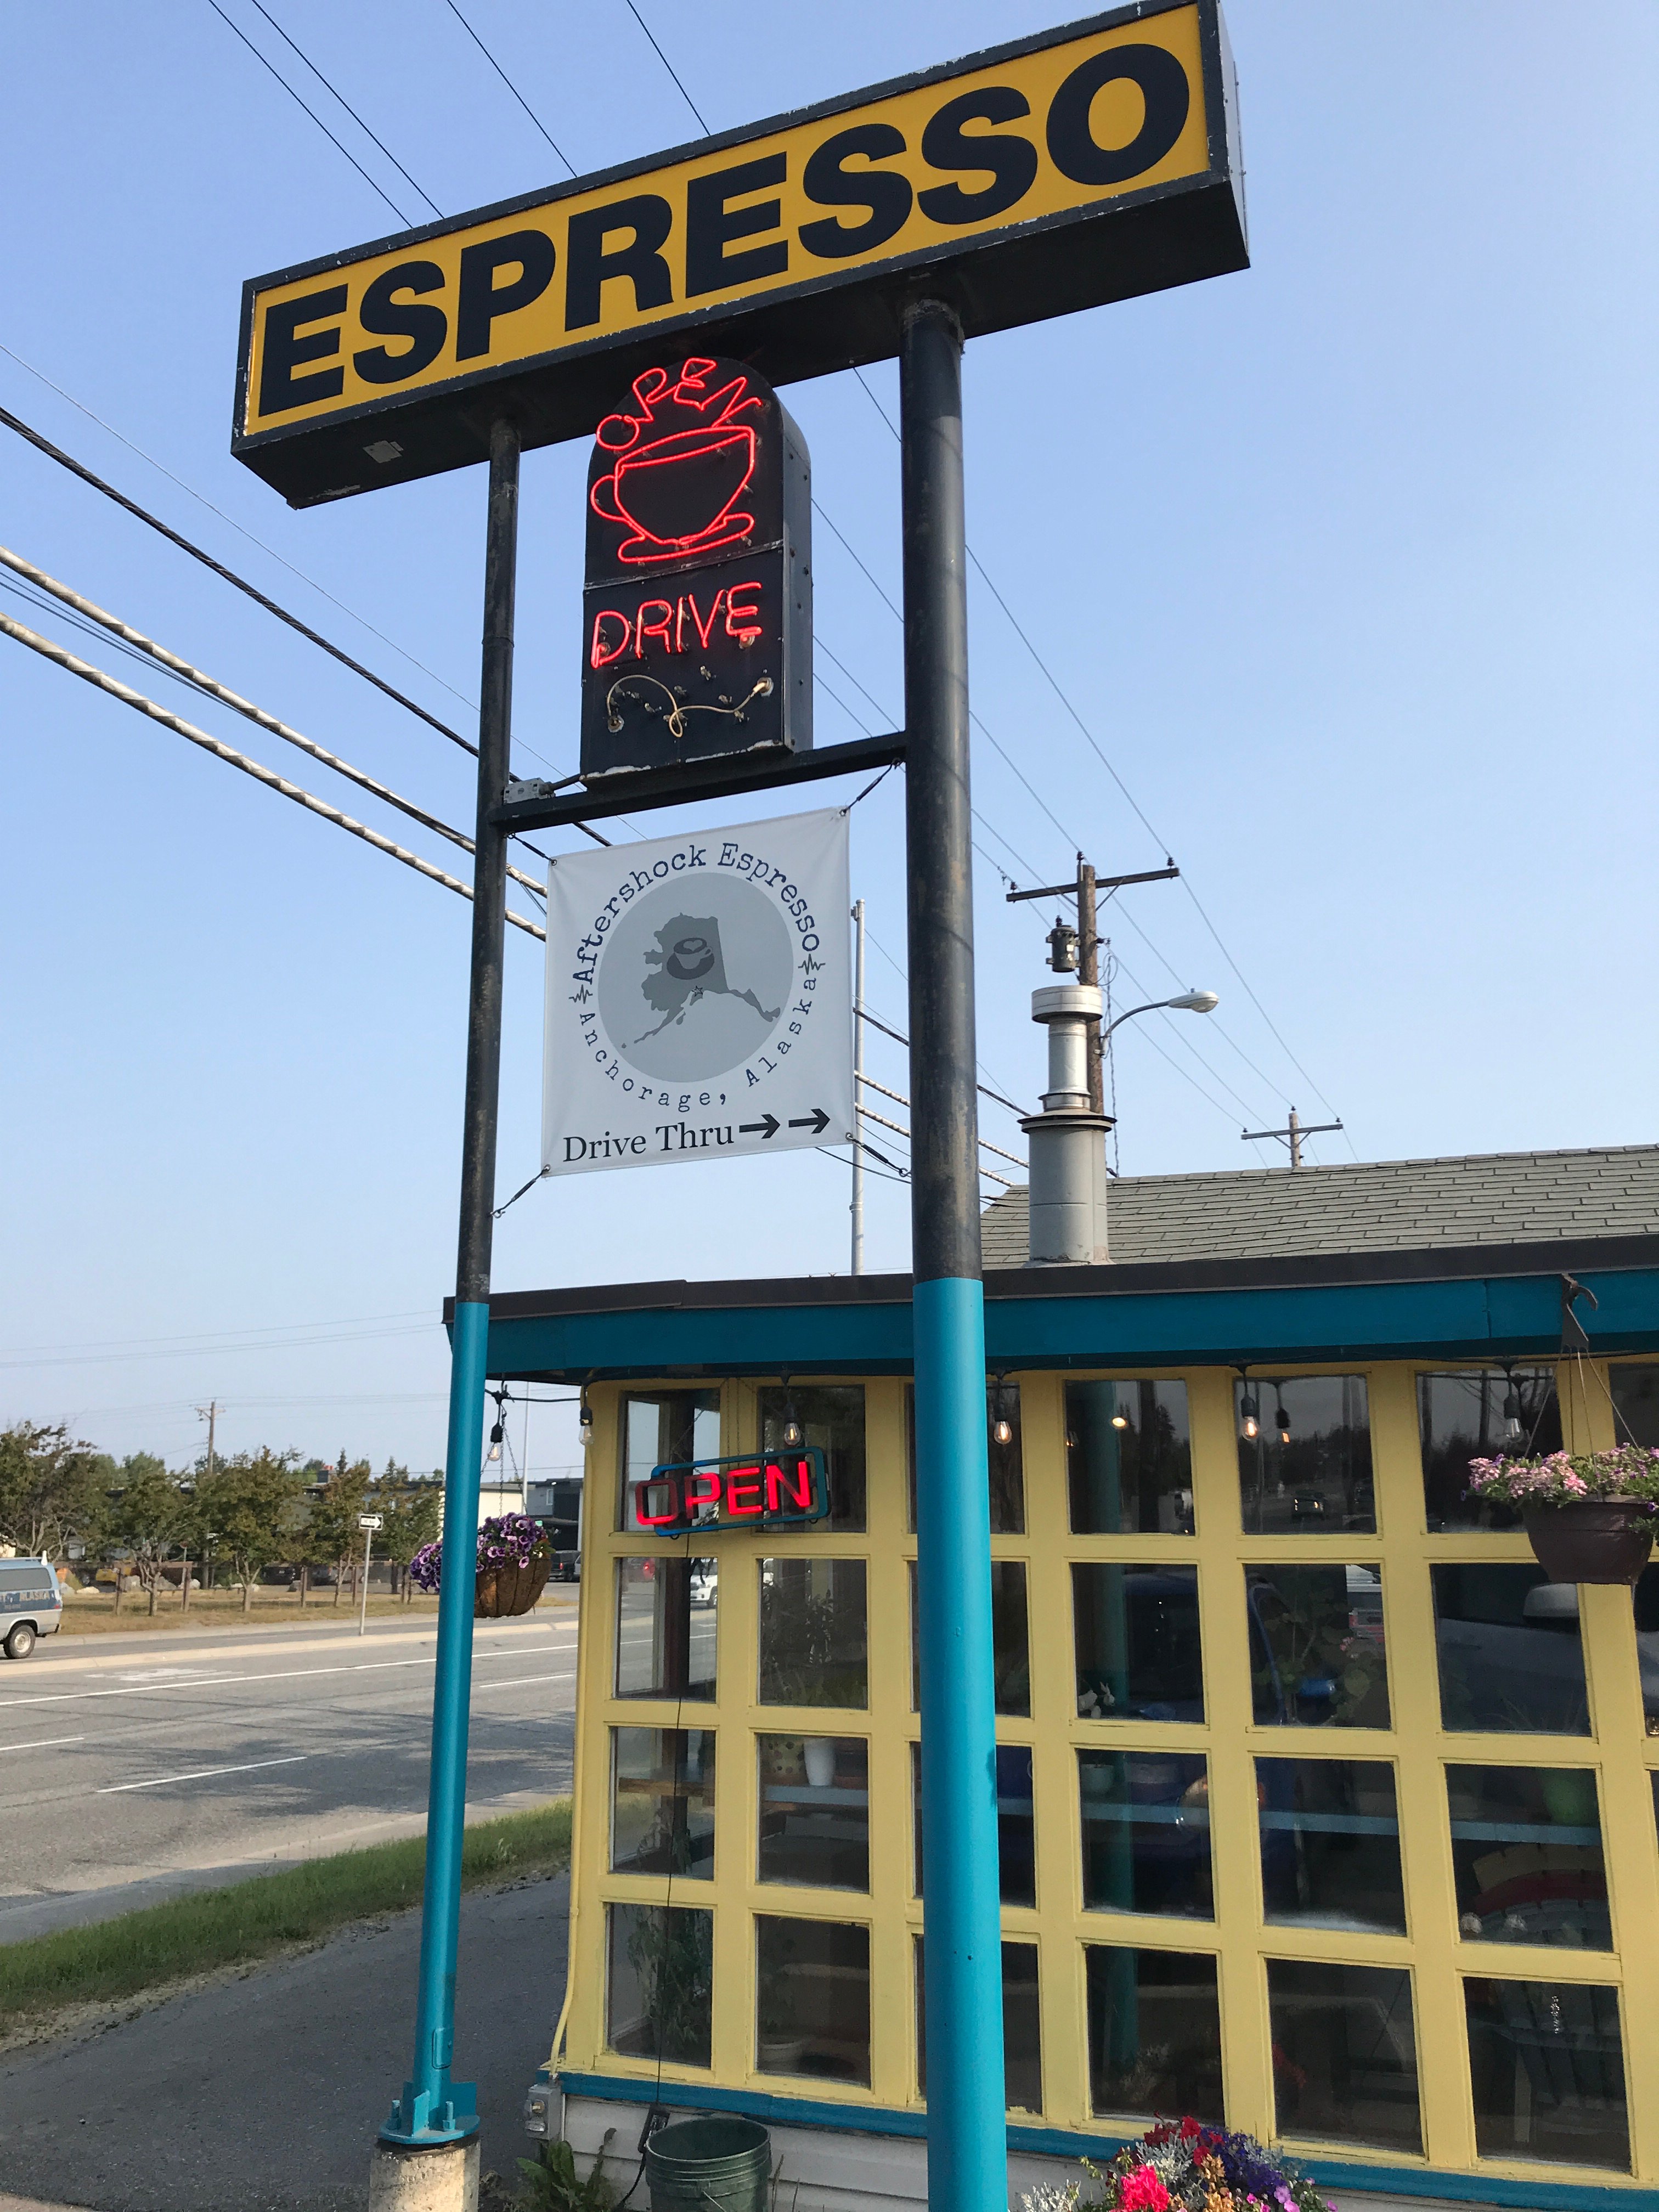 ESPRESSO
OPEN
DRIVE
Aftershock Espresso
Anchorage, Alaska
Drive Thru
OPEN